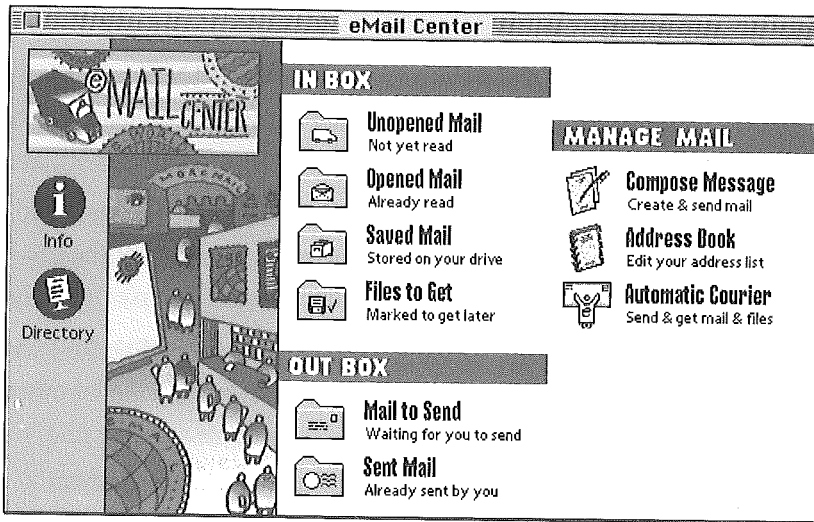 eMail Center
eMAIL CENTER
Info
Directory
IN BOX
Unopened Mail
Not yet read
Opened Mail
Already read
Saved Mail
Stored on your drive
Files to Get
Marked to get later
OUT BOX
Mail to Send
Waiting for you to send
Sent Mail
Already sent by you
MANAGE MAIL
Compose Message
Create & send mail
Address Book
Edit your address list
Automatic Courier
Send & get mail & files